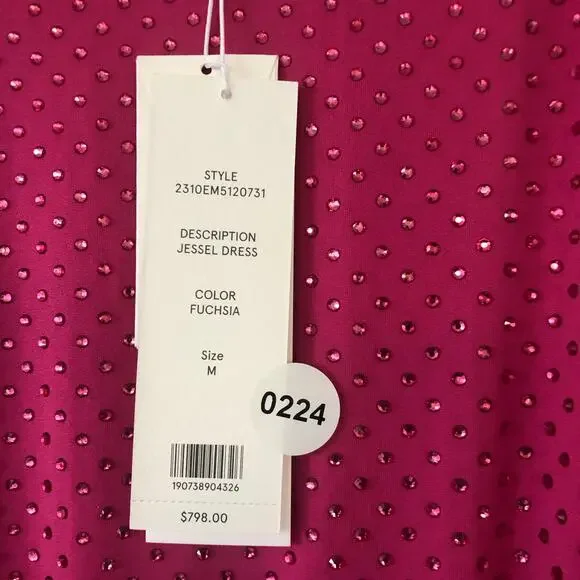 STYLE
2310EM5120731
DESCRIPTION
JESSEL DRESS
COLOR
FUCHSIA
Size
M
0224
190738904326
$798.00